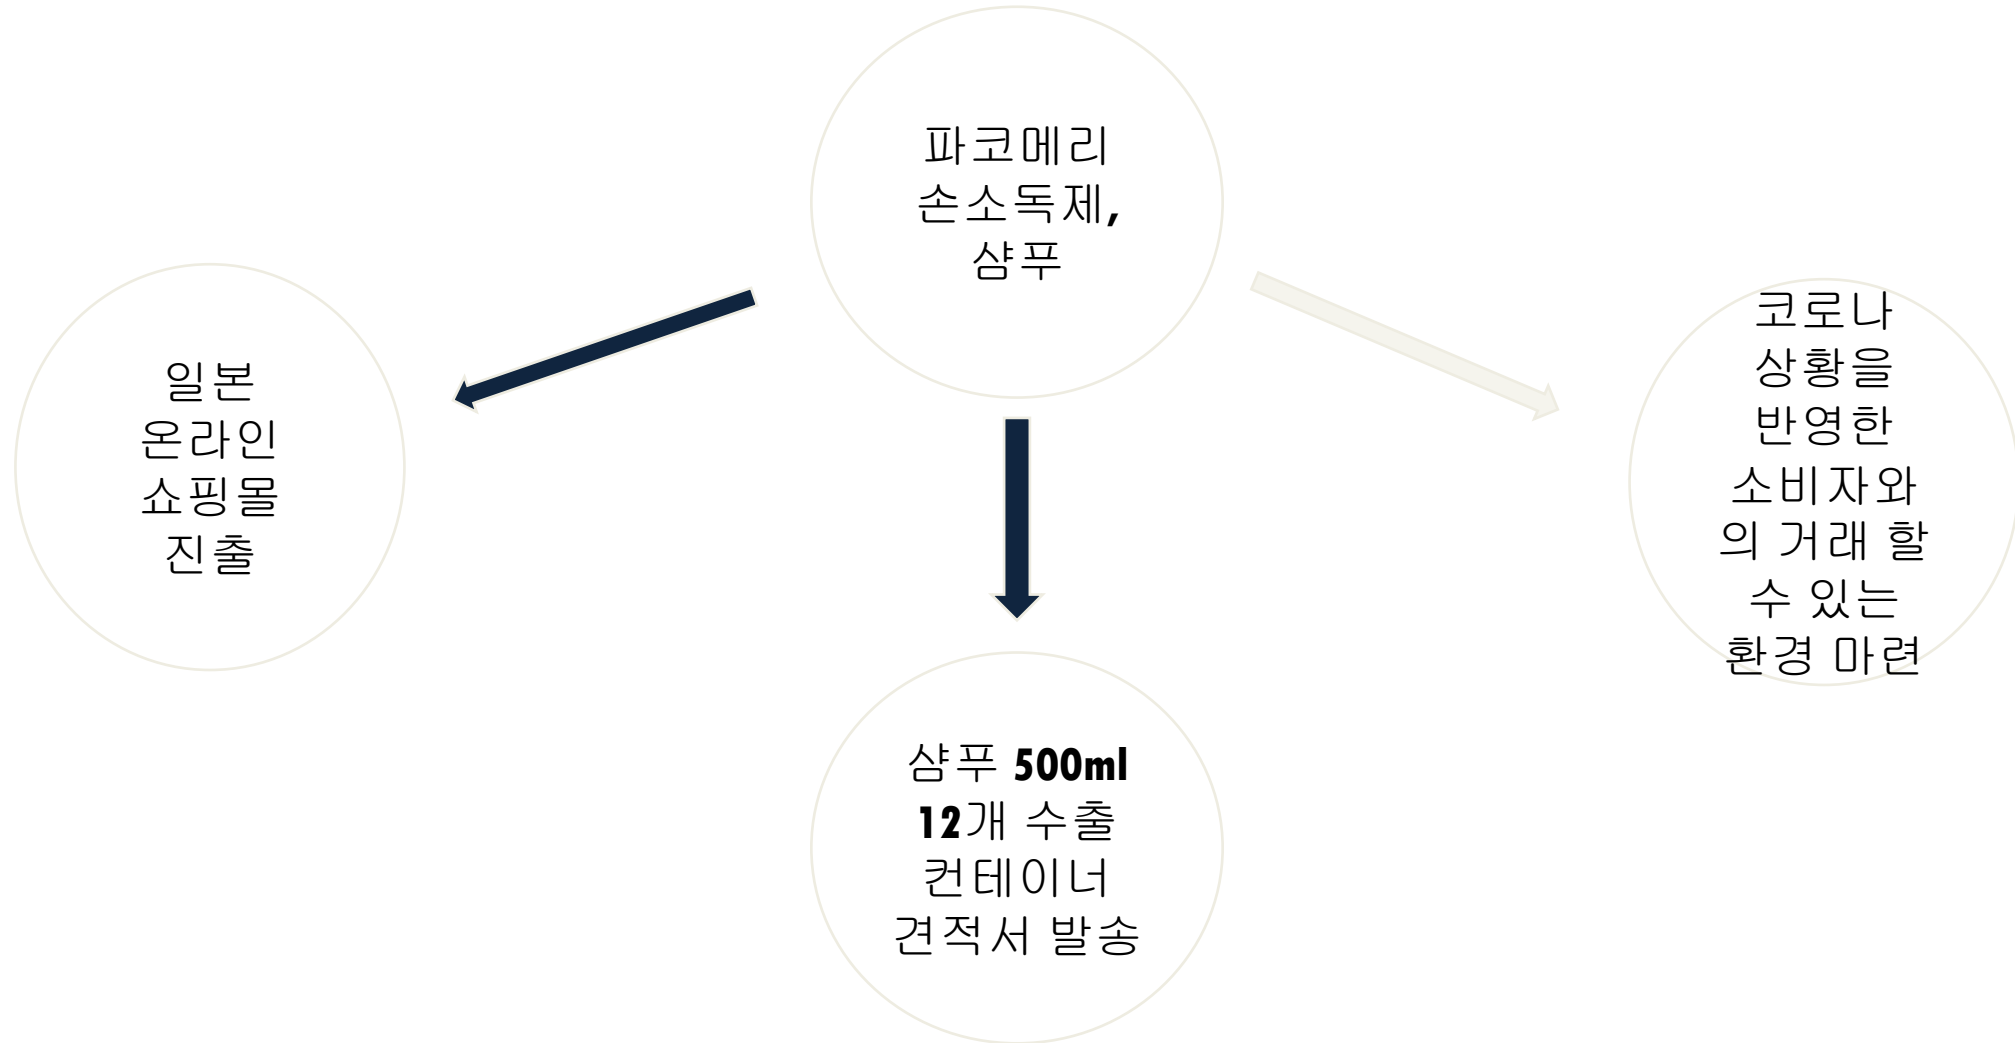 파코메리
손소독제,
샴푸
일본
온라인
쇼핑몰
진출
샴푸 500ml
12개 수출
컨테이너
견적서 발송
코로나
상황을
반영한
소비자와
의 거래 할
수 있는
환경 마련